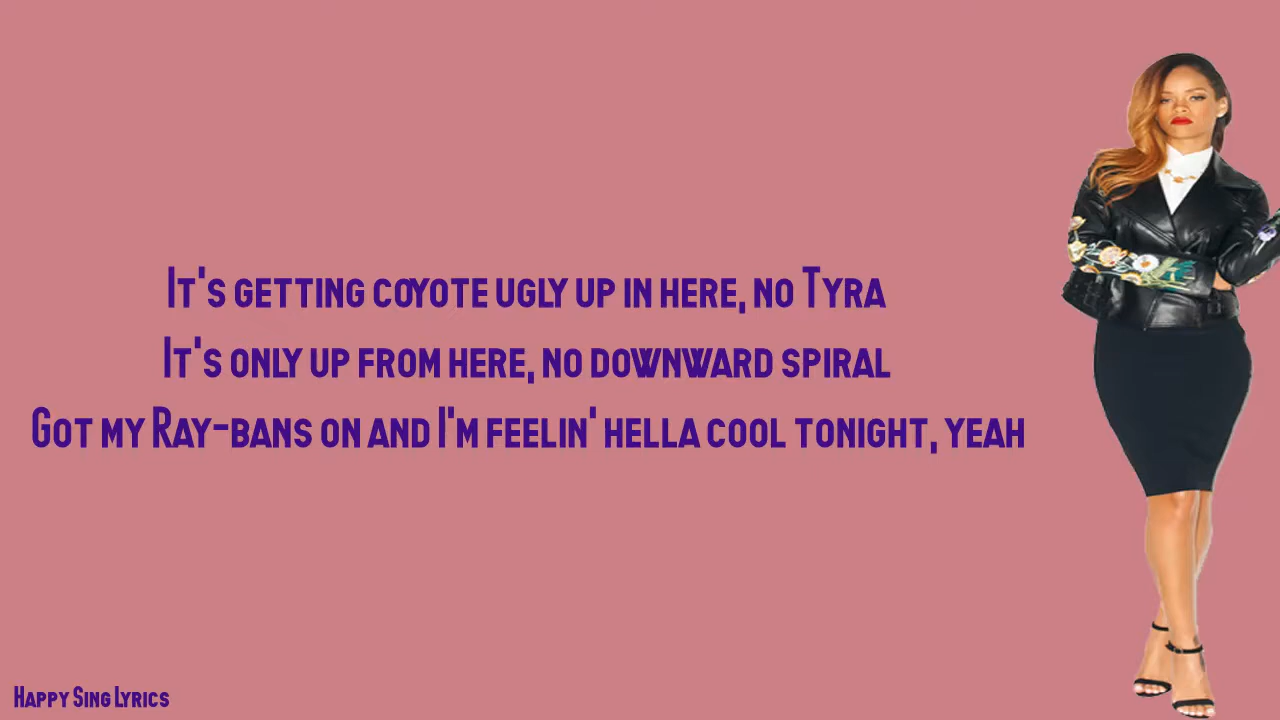 It's getting coyote ugly up in here, no Tyra
It's only up from here, no downward spiral
Got my Ray-bans on and I'm feelin' hella cool tonight, yeah
Happy Sing Lyrics